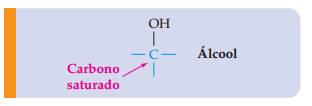 OH
— C — Álcool
Carbono
saturado